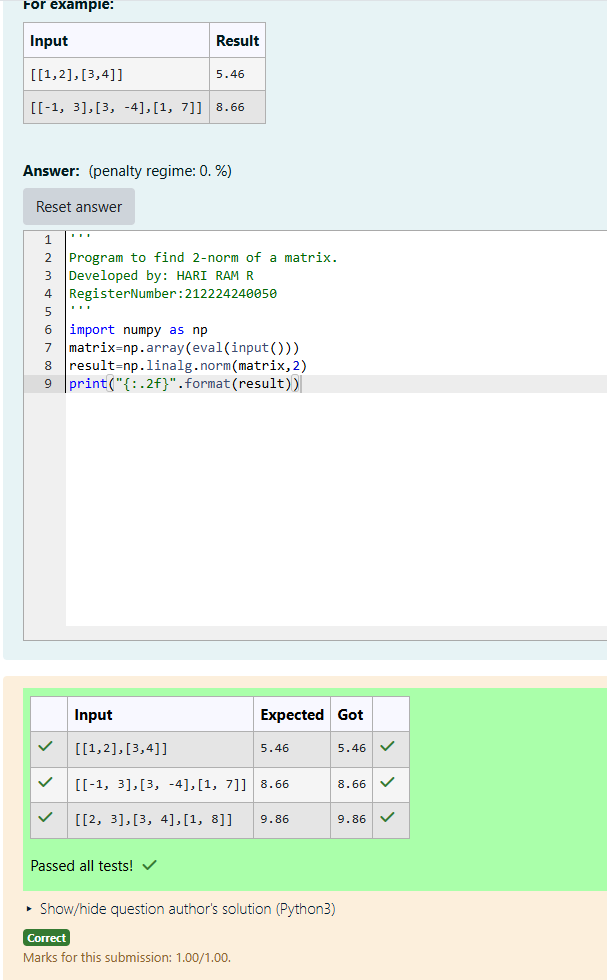 For example:
Input Result
[[1,2],[3,4]] 5.46
[[-1, 3],[3, -4],[1, 7]] 8.66
Answer: (penalty regime: 0. %)
Reset answer
1 '''
2 Program to find 2-norm of a matrix.
3 Developed by: HARI RAM R
4 RegisterNumber:212224240050
5 '''
6 import numpy as np
7 matrix=np.array(eval(input()))
8 result=np.linalg.norm(matrix,2)
9 print("{:.2f}".format(result))
Input Expected Got
[[1,2],[3,4]] 5.46 5.46
[[-1, 3],[3, -4],[1, 7]] 8.66 8.66
[[2, 3],[3, 4],[1, 8]] 9.86 9.86
Passed all tests!
Show/hide question author's solution (Python3)
Correct
Marks for this submission: 1.00/1.00.